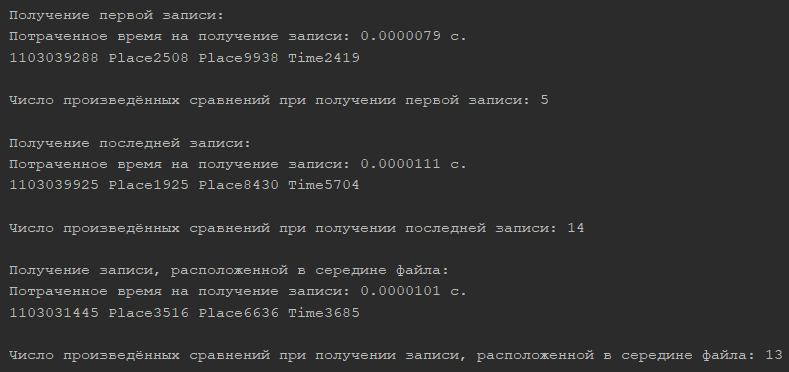 Получение первой записи:
Потраченное время на получение записи: 0.0000079 с.
1103039288 Place2508 Place9938 Time2419
Число произведённых сравнений при получении первой записи: 5
Получение последней записи:
Потраченное время на получение записи: 0.0000111 с.
1103039925 Place1925 Place8430 Time5704
Число произведённых сравнений при получении последней записи: 14
Получение записи, расположенной в середине файла:
Потраченное время на получение записи: 0.0000101 с.
1103031445 Place3516 Place6636 Time3685
Число произведённых сравнений при получении записи, расположенной в середине файла: 13